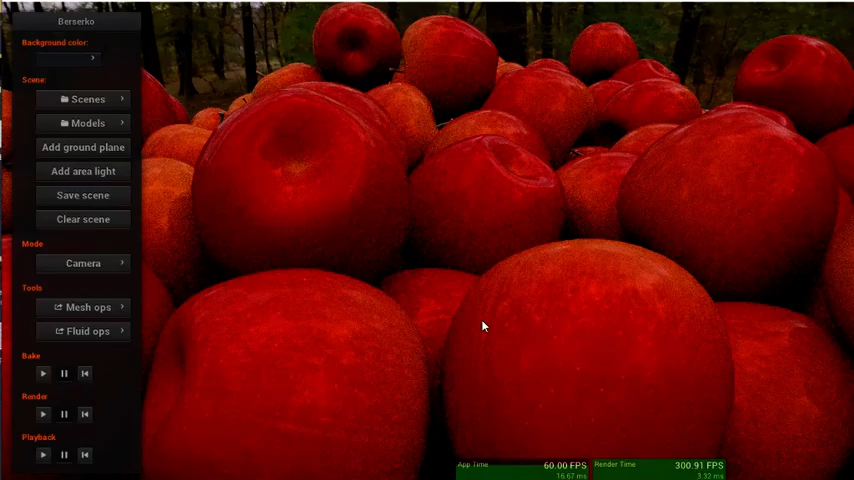 Berserko
Background color:
Scene:
Scenes
Models
Add ground plane
Add area light
Save scene
Clear scene
Mode
Camera
Tools
Mesh ops
Fluid ops
Bake
Render
Playback
App Time 60.00 FPS Render Time 300.91 FPS
16.67 ms 3.32 ms